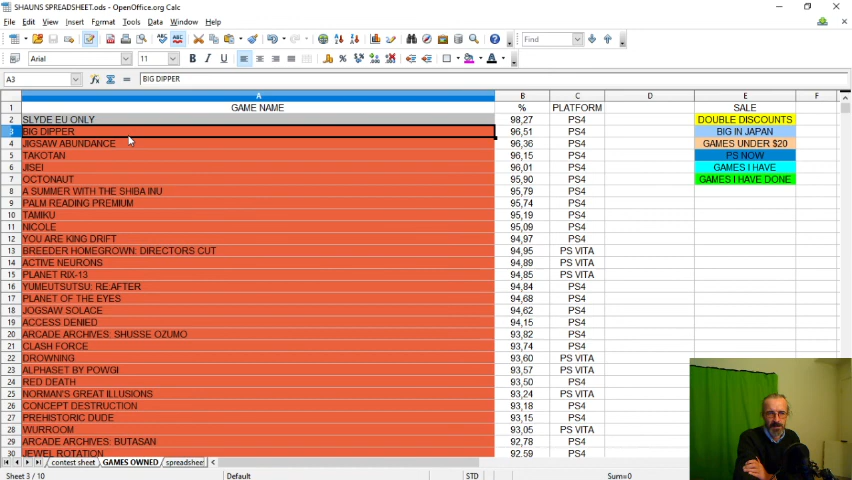 SHAUNS SPREADSHEET.ods - OpenOffice.org Calc
File Edit View Insert Format Tools Data Window Help
Find
Arial 11
A3 BIG DIPPER
A B C D E F
1 GAME NAME % PLATFORM SALE
2 SLYDE EU ONLY 98,27 PS4 DOUBLE DISCOUNTS
3 BIG DIPPER 96,51 PS4 BIG IN JAPAN
4 JIGSAW ABUNDANCE 96,36 PS4 GAMES UNDER $20
5 TAKOTAN 96,15 PS4 PS NOW
6 JISEI 96,01 PS4 GAMES I HAVE
7 OCTONAUT 95,90 PS4 GAMES I HAVE DONE
8 A SUMMER WITH THE SHIBA INU 95,79 PS4
9 PALM READING PREMIUM 95,74 PS4
10 TAMIKU 95,19 PS4
11 NICOLE 95,09 PS4
12 YOU ARE KING DRIFT 94,97 PS4
13 BREEDER HOMEGROWN: DIRECTORS CUT 94,95 PS VITA
14 ACTIVE NEURONS 94,89 PS VITA
15 PLANET RIX-13 94,85 PS VITA
16 YUMEUTSUTSU: RE:AFTER 94,84 PS4
17 PLANET OF THE EYES 94,68 PS4
18 JOGSAW SOLACE 94,62 PS4
19 ACCESS DENIED 94,15 PS4
20 ARCADE ARCHIVES: SHUSSE OZUMO 93,82 PS4
21 CLASH FORCE 93,74 PS4
22 DROWNING 93,60 PS VITA
23 ALPHASET BY POWGI 93,57 PS VITA
24 RED DEATH 93,50 PS4
25 NORMAN'S GREAT ILLUSIONS 93,24 PS VITA
26 CONCEPT DESTRUCTION 93,18 PS4
27 PREHISTORIC DUDE 93,15 PS4
28 WURROOM 93,05 PS VITA
29 ARCADE ARCHIVES: BUTASAN 92,78 PS4
30 JEWEL ROTATION 92,59 PS4
contest sheet GAMES OWNED spreadshee
Sheet 3 / 10 Default STD Sum=0